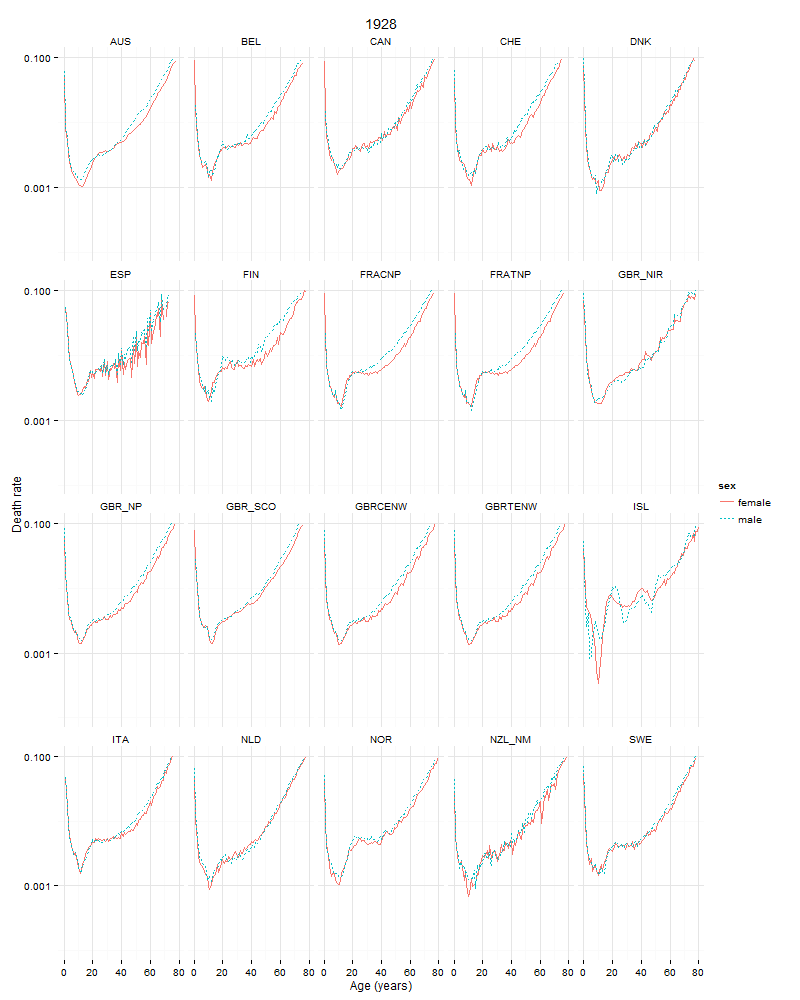 1928
AUS BEL CAN CHE DNK
0.100
0.001
ESP FIN FRACNP FRATNP GBR_NIR
0.100
0.001
GBR_NP GBR_SCO GBRCENW GBRTENW ISL
0.100
0.001
ITA NLD NOR NZL_NM SWE
0.100
0.001
0 20 40 60 80 0 20 40 60 80 0 20 40 60 80 0 20 40 60 80 0 20 40 60 80
Age (years)
Death rate
sex
female
male